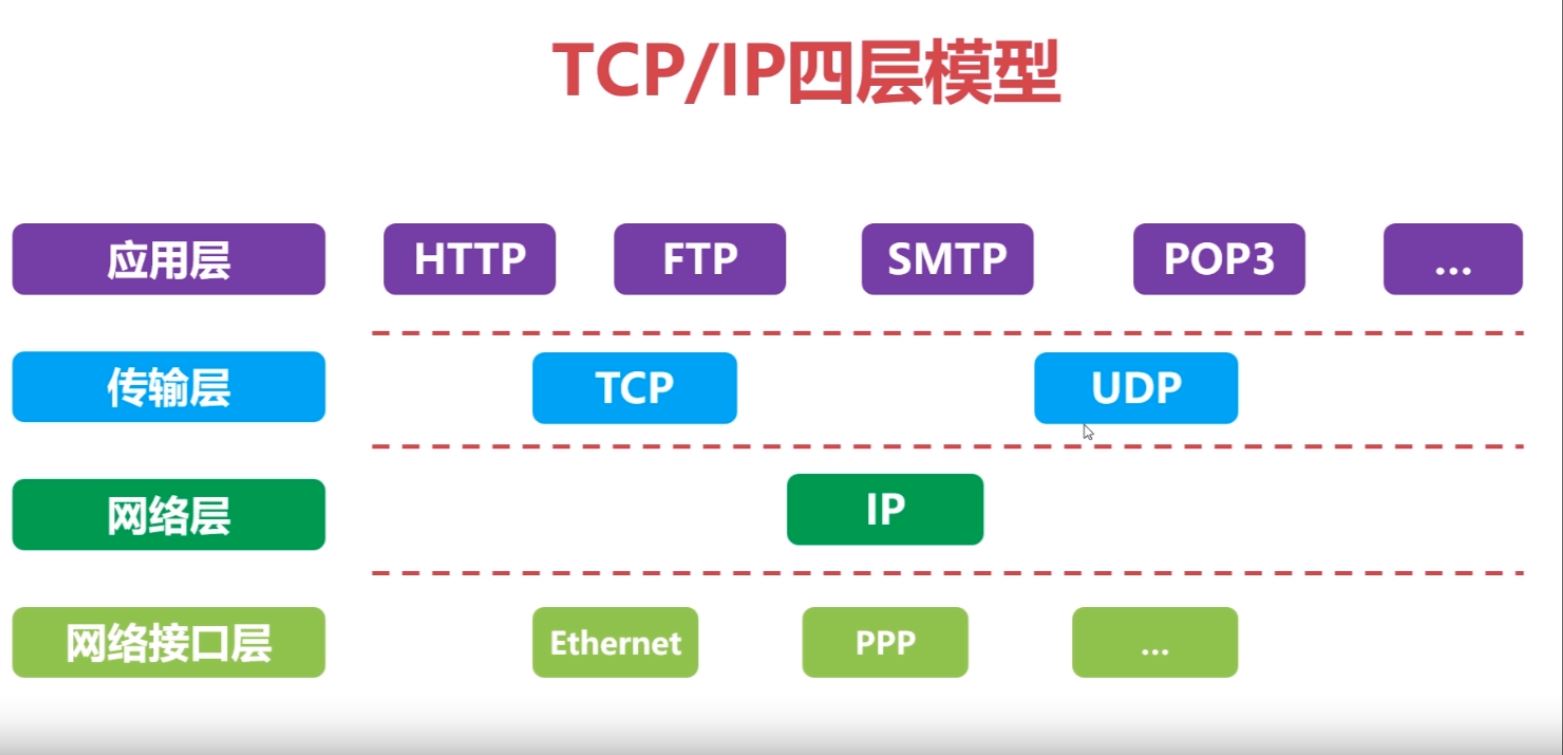 TCP/IP四层模型
应用层 HTTP FTP SMTP POP3 ...
传输层 TCP UDP
网络层 IP
网络接口层 Ethernet PPP ...